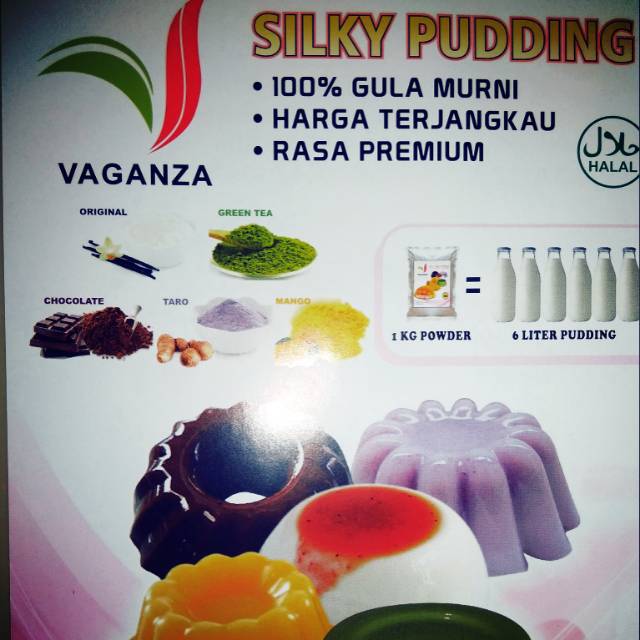 SILKY PUDDING
• 100% GULA MURNI
• HARGA TERJANGKAU
• RASA PREMIUM
حلال
HALAL
VAGANZA
ORIGINAL
GREEN TEA
CHOCOLATE
TARO
MANGO
=
1 KG POWDER
6 LITER PUDDING